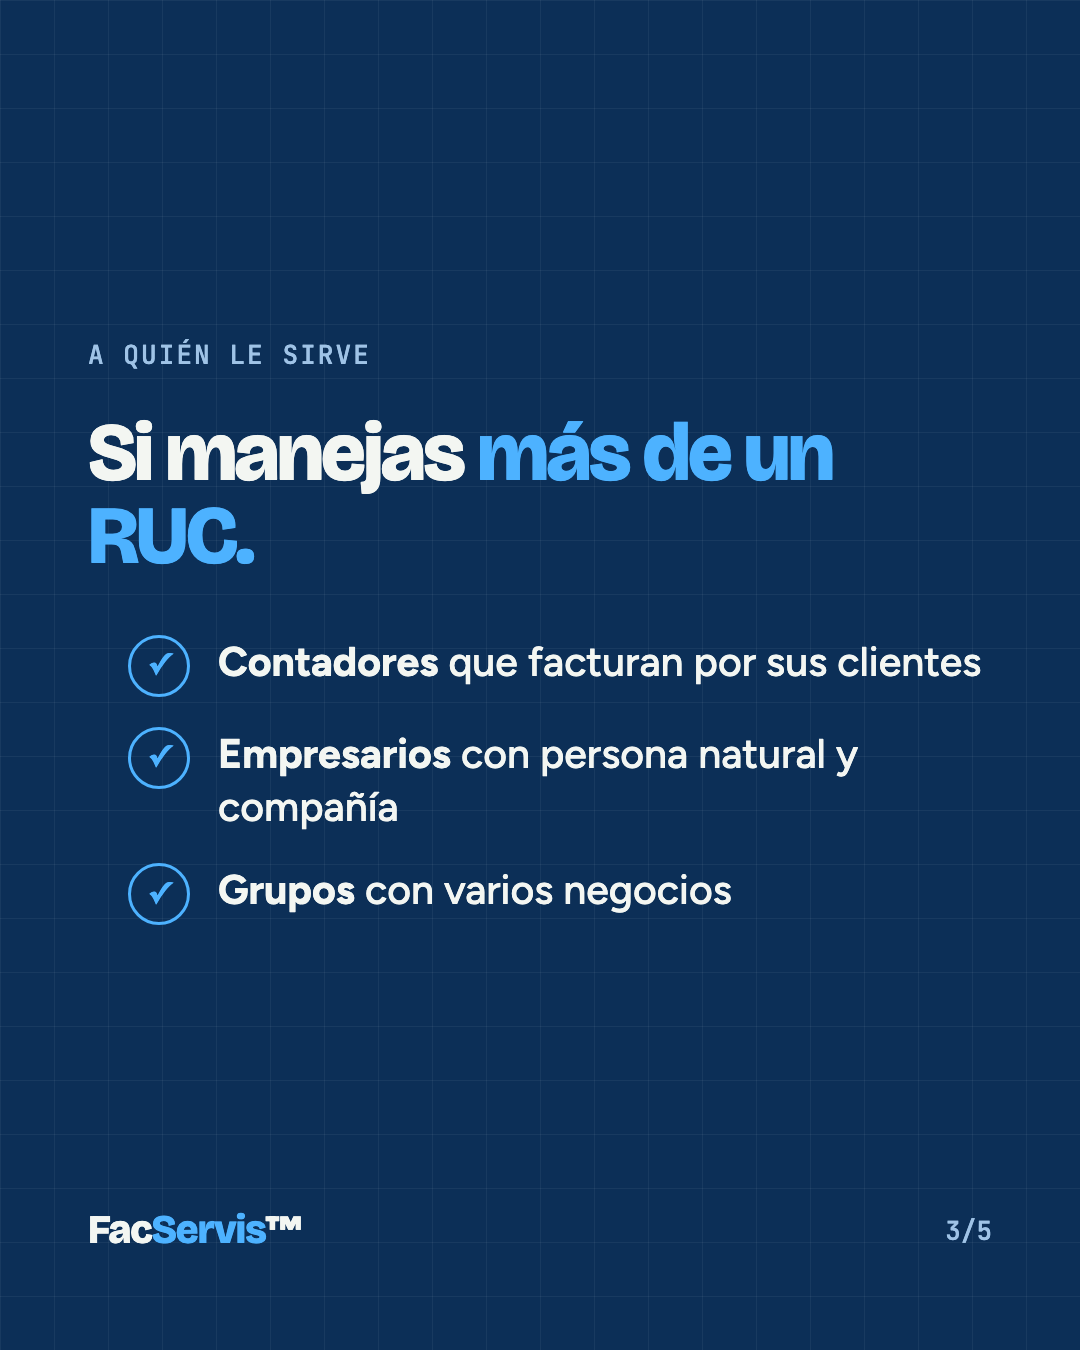 A QUIÉN LE SIRVE
Si manejas más de un
RUC.
✓ Contadores que facturan por sus clientes
✓ Empresarios con persona natural y
compañía
✓ Grupos con varios negocios
FacServis™
3/5